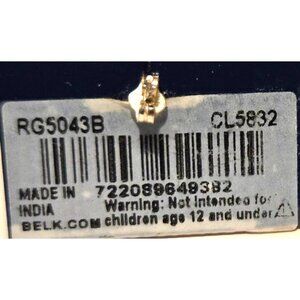 RG5043B CL5832
MADE IN 722089649382
INDIA Warning: Not Intended for
BELK.COM children age 12 and under